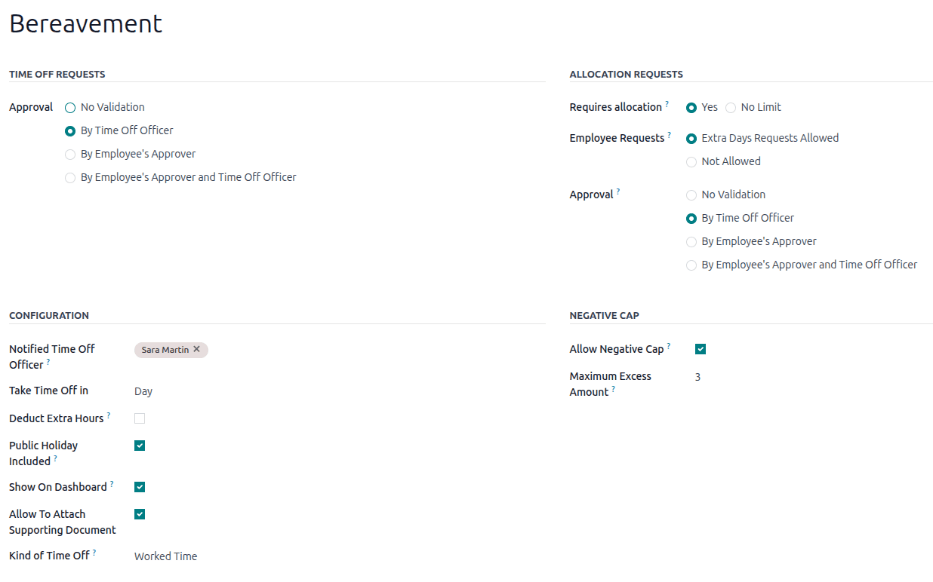 Bereavement
TIME OFF REQUESTS
Approval
No Validation
By Time Off Officer
By Employee's Approver
By Employee's Approver and Time Off Officer
ALLOCATION REQUESTS
Requires allocation ? Yes No Limit
Employee Requests ? Extra Days Requests Allowed
Not Allowed
Approval ? No Validation
By Time Off Officer
By Employee's Approver
By Employee's Approver and Time Off Officer
CONFIGURATION
Notified Time Off
Officer ?
Sara Martin ×
Take Time Off in Day
Deduct Extra Hours ?
Public Holiday
Included ?
Show On Dashboard ?
Allow To Attach
Supporting Document
Kind of Time Off ? Worked Time
NEGATIVE CAP
Allow Negative Cap ?
Maximum Excess
Amount ?
3